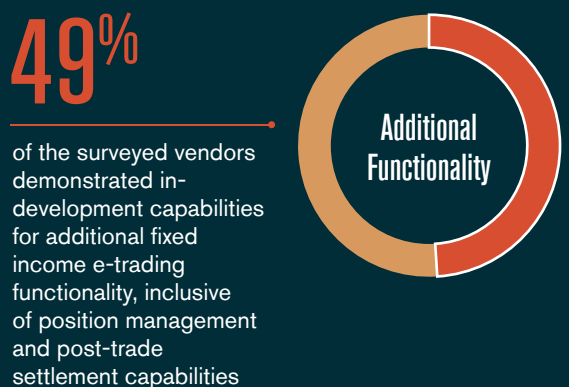 49%
of the surveyed vendors
demonstrated in-
development capabilities
for additional fixed
income e-trading
functionality, inclusive
of position management
and post-trade
settlement capabilities
Additional
Functionality